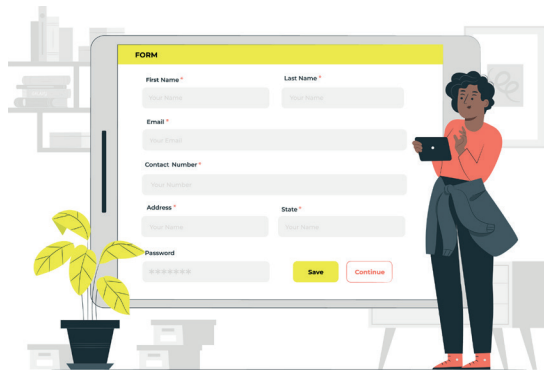 FORM
First Name * Last Name *
Your Name Your Name
Email *
Your Email
Contact Number *
Your Number
Address * State *
Your Name Your Name
Password
Save Continue